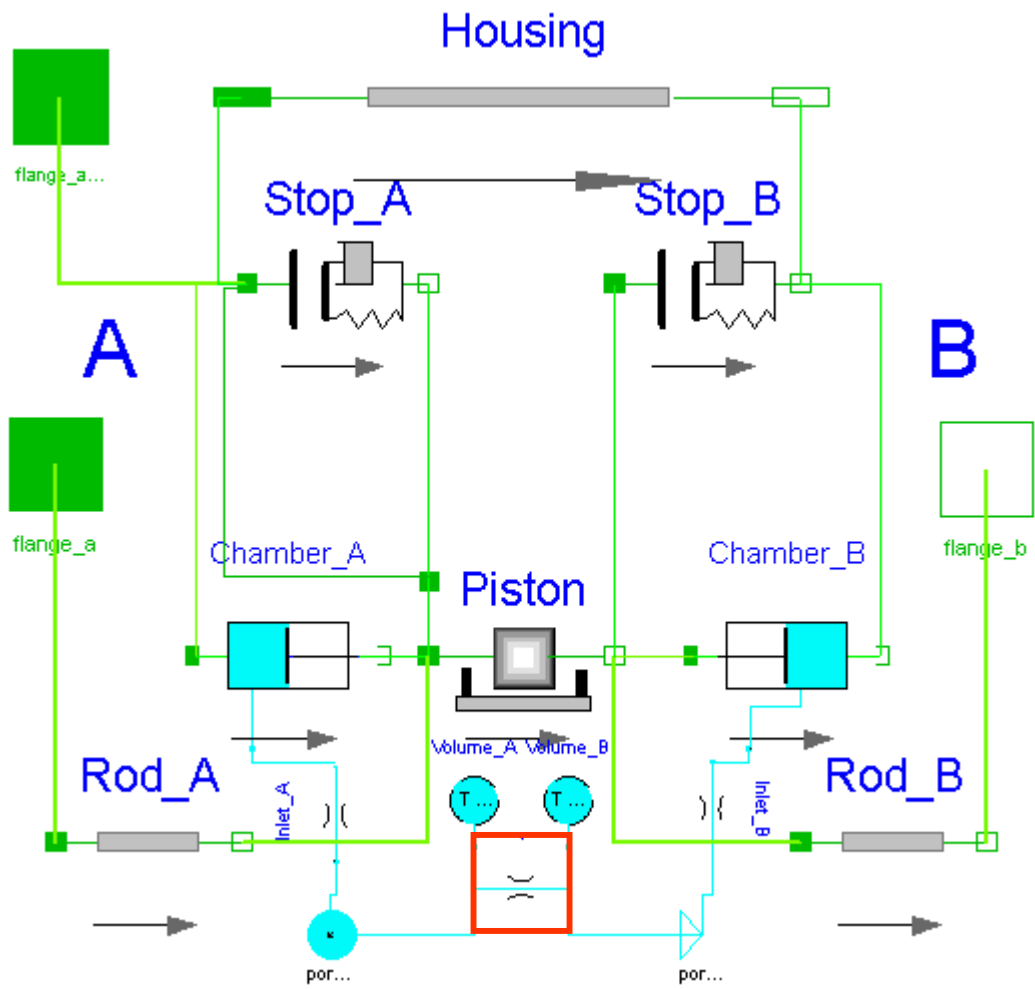 Housing
flange_a...
Stop_A
Stop_B
A
B
flange_a
Chamber_A
Chamber_B
flange_b
Piston
Volume_A
Volume_B
Rod_A
Inlet_A
T ...
T ...
Inlet_B
Rod_B
por...
por...